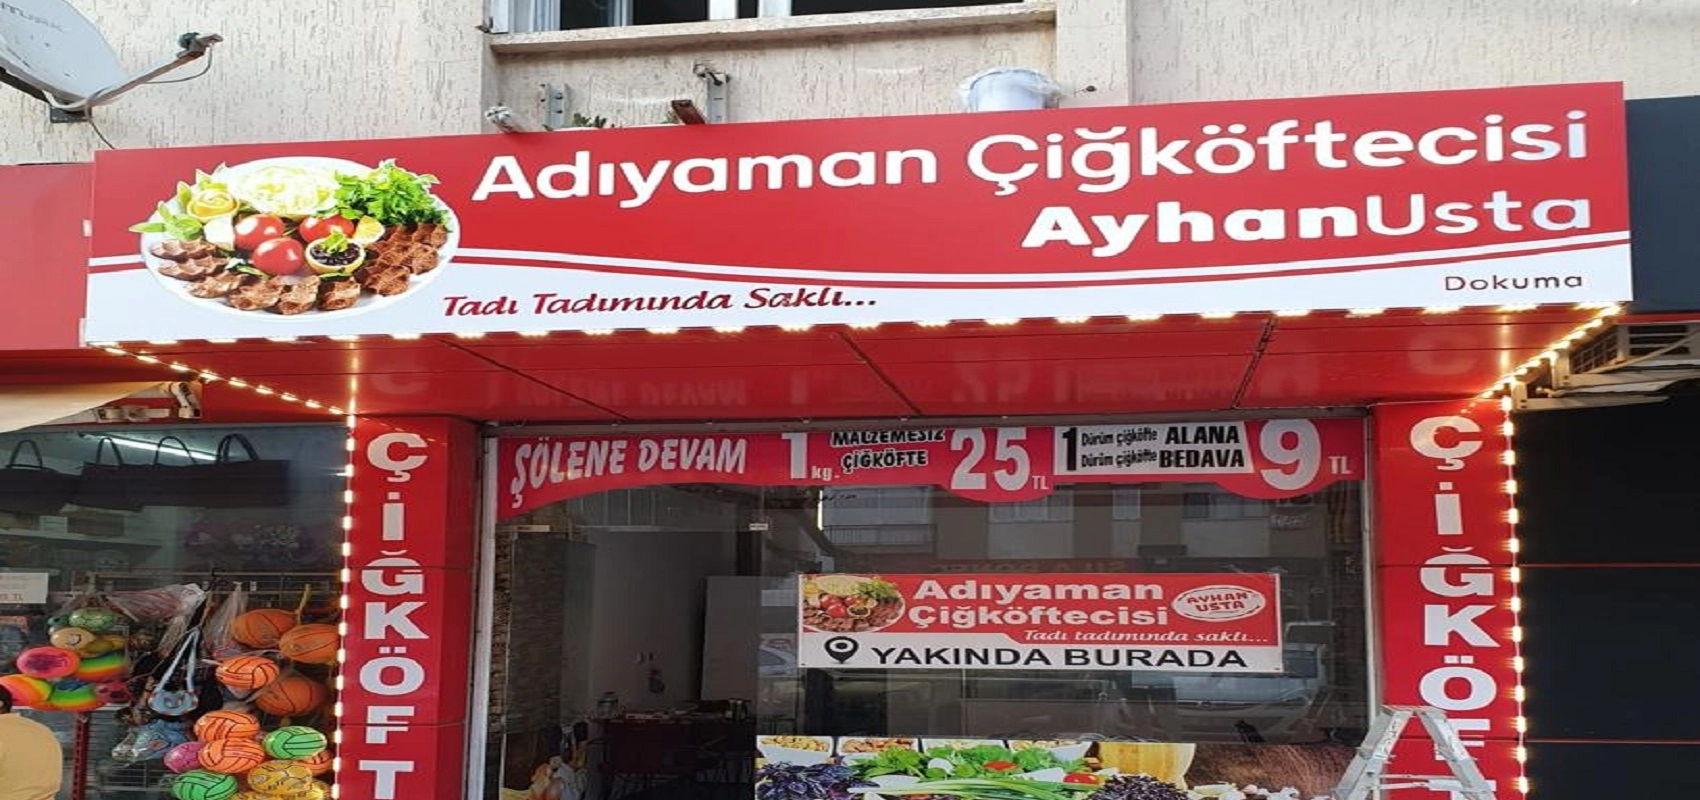 Adıyaman Çiğköftecisi
AyhanUsta
Tadı Tadımında Saklı...
Dokuma
ŞÖLENE DEVAM 1 kg. MALZEMESİZ ÇİĞKÖFTE 25 TL
1 Dürüm çiğköfte ALANA
1 Dürüm çiğköfte BEDAVA 9 TL
ÇİĞKÖFT
Adıyaman
Çiğköftecisi
AYHAN
USTA
Tadı tadımında saklı...
YAKINDA BURADA
ÇİĞKÖFT